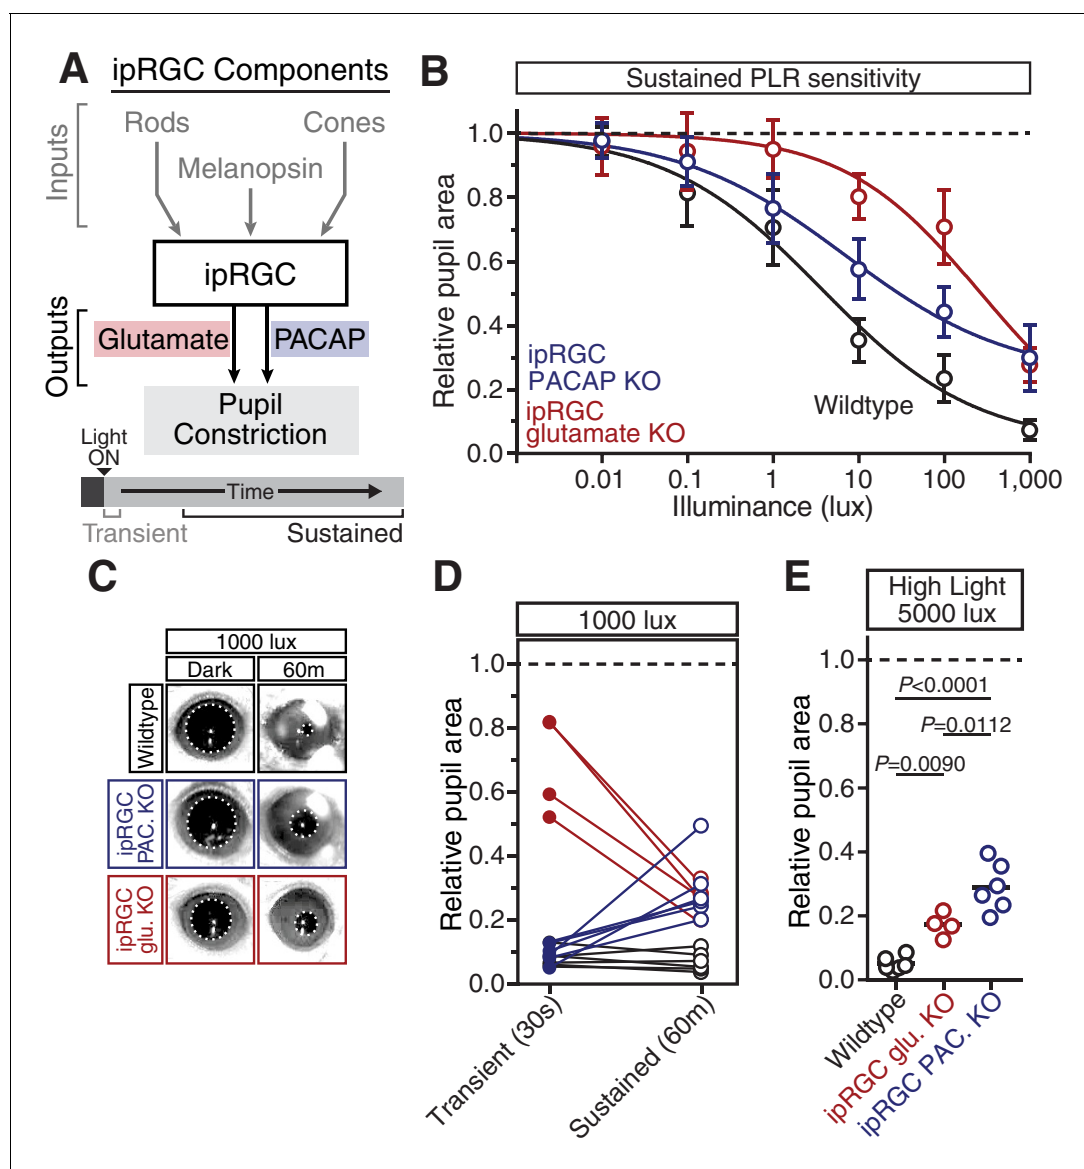 A
ipRGC Components
Inputs
Rods
Cones
Melanopsin
ipRGC
Outputs
Glutamate
PACAP
Pupil
Constriction
Light
ON
Time
Transient
Sustained
B
Sustained PLR sensitivity
Relative pupil area
1.0
0.8
0.6
0.4
0.2
0.0
ipRGC
PACAP KO
ipRGC
glutamate KO
Wildtype
0.01
0.1
1
10
100
1,000
Illuminance (lux)
C
1000 lux
Dark
60m
Wildtype
ipRGC
PAC. KO
ipRGC
glu. KO
D
1000 lux
Relative pupil area
1.0
0.8
0.6
0.4
0.2
0.0
Transient (30s)
Sustained (60m)
E
High Light
5000 lux
Relative pupil area
1.0
0.8
0.6
0.4
0.2
0.0
P<0.0001
P=0.0112
P=0.0090
Wildtype
ipRGC glu. KO
ipRGC PAC. KO